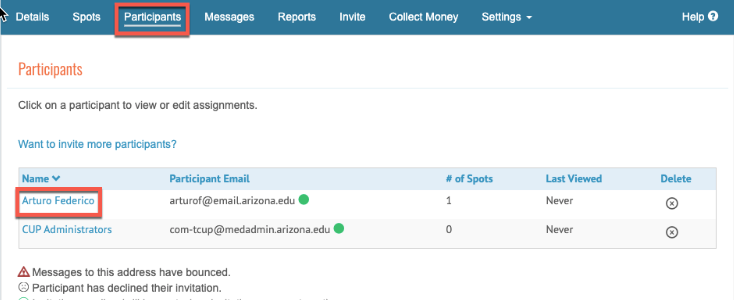 Details Spots Participants Messages Reports Invite Collect Money Settings Help
Participants
Click on a participant to view or edit assignments.
Want to invite more participants?
Name Participant Email # of Spots Last Viewed Delete
Arturo Federico arturof@email.arizona.edu 1 Never
CUP Administrators com-tcup@medadmin.arizona.edu 0 Never
Messages to this address have bounced.
Participant has declined their invitation.